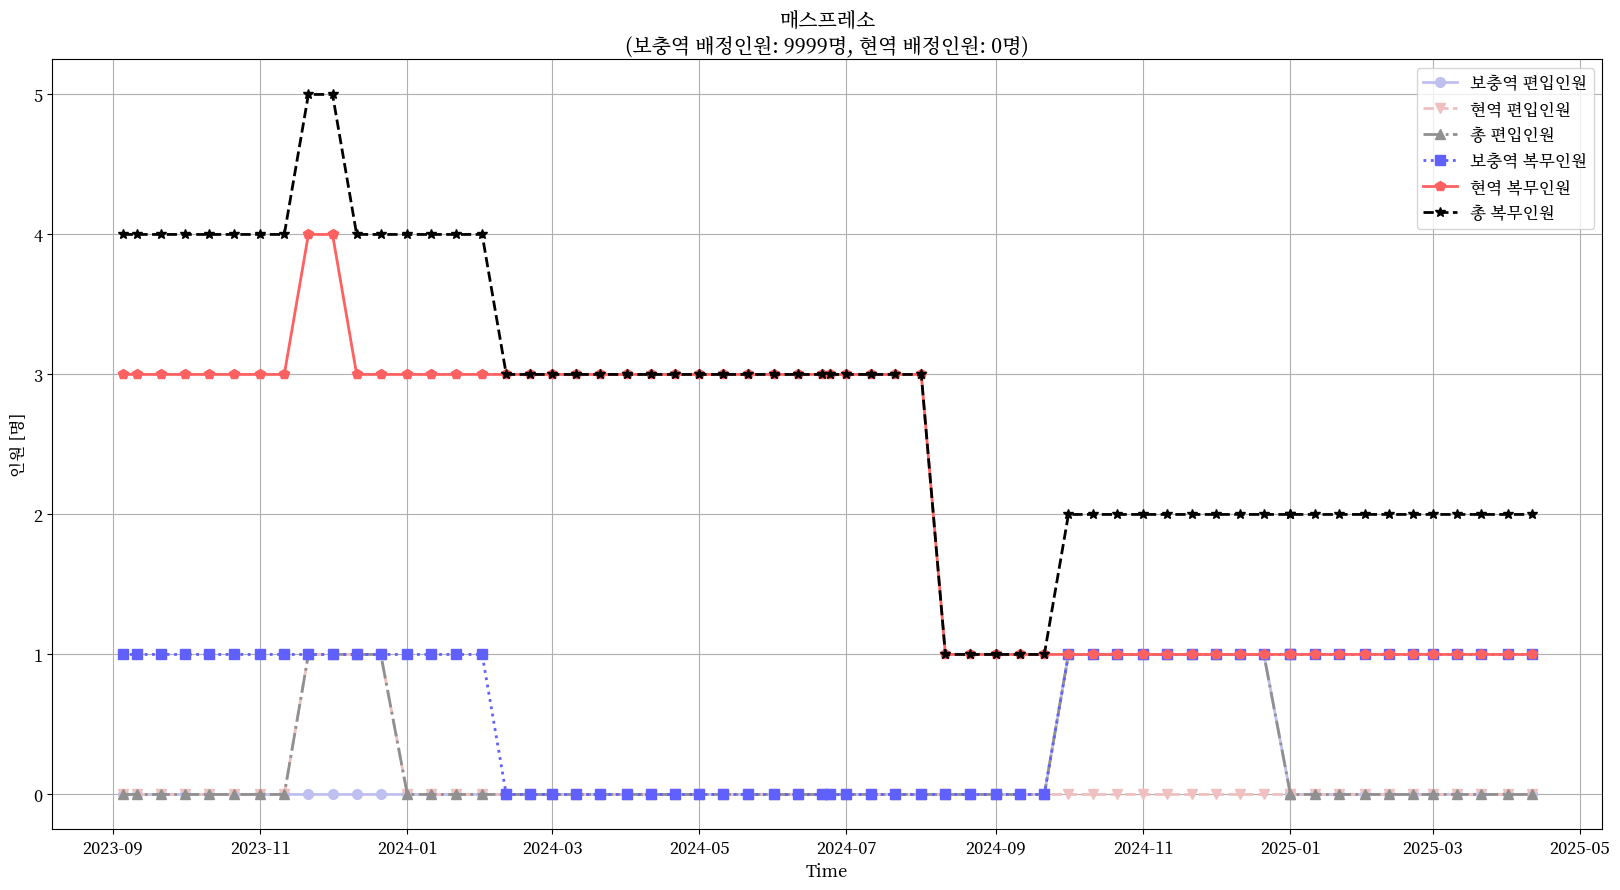 매스프레소
(보충역 배정인원: 9999명, 현역 배정인원: 0명)
보충역 편입인원
현역 편입인원
총 편입인원
보충역 복무인원
현역 복무인원
총 복무인원
인원 [명]
5
4
3
2
1
0
2023-09 2023-11 2024-01 2024-03 2024-05 2024-07 2024-09 2024-11 2025-01 2025-03 2025-05
Time